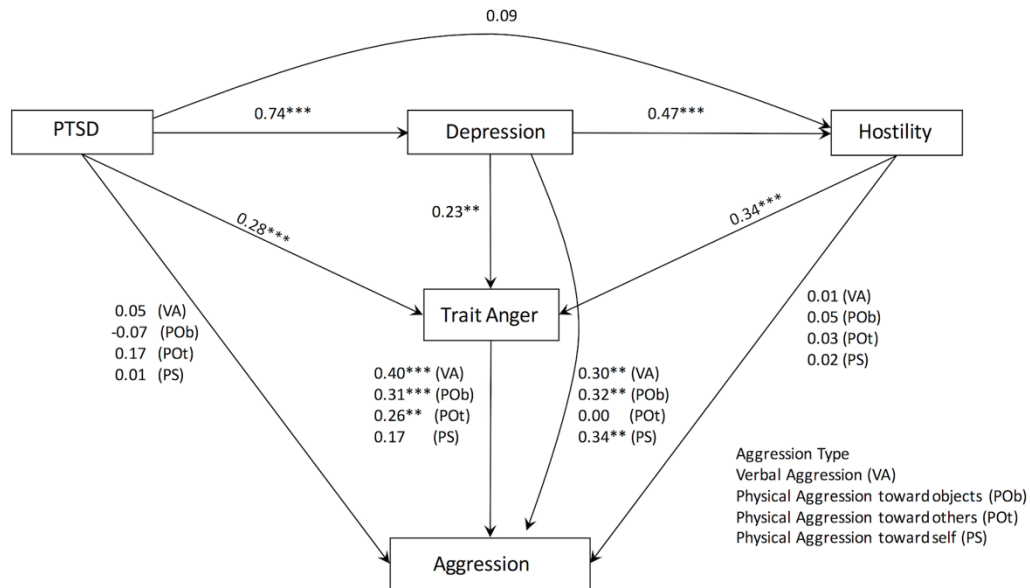 0.09
PTSD
0.74***
Depression
0.47***
Hostility
0.28***
0.23**
0.34***
Trait Anger
0.05 (VA)
-0.07 (POb)
0.17 (POt)
0.01 (PS)
0.40*** (VA)
0.31*** (POb)
0.26** (POt)
0.17 (PS)
0.30** (VA)
0.32** (POb)
0.00 (POt)
0.34** (PS)
0.01 (VA)
0.05 (POb)
0.03 (POt)
0.02 (PS)
Aggression Type
Verbal Aggression (VA)
Physical Aggression toward objects (POb)
Physical Aggression toward others (POt)
Physical Aggression toward self (PS)
Aggression